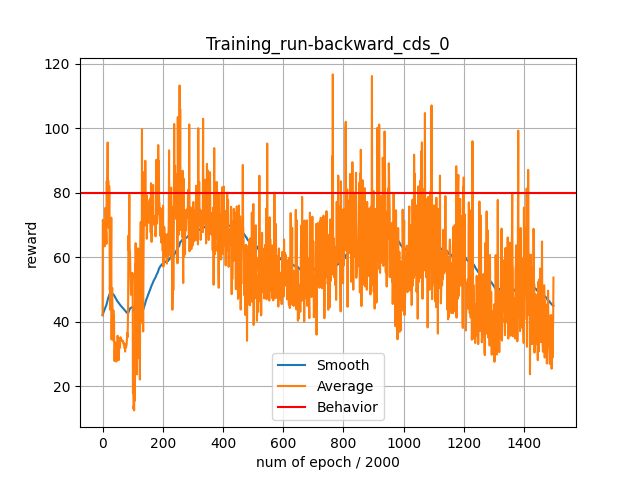 Training_run-backward_cds_0
120
100
80
60
40
20
reward
Smooth
Average
Behavior
0 200 400 600 800 1000 1200 1400
num of epoch / 2000